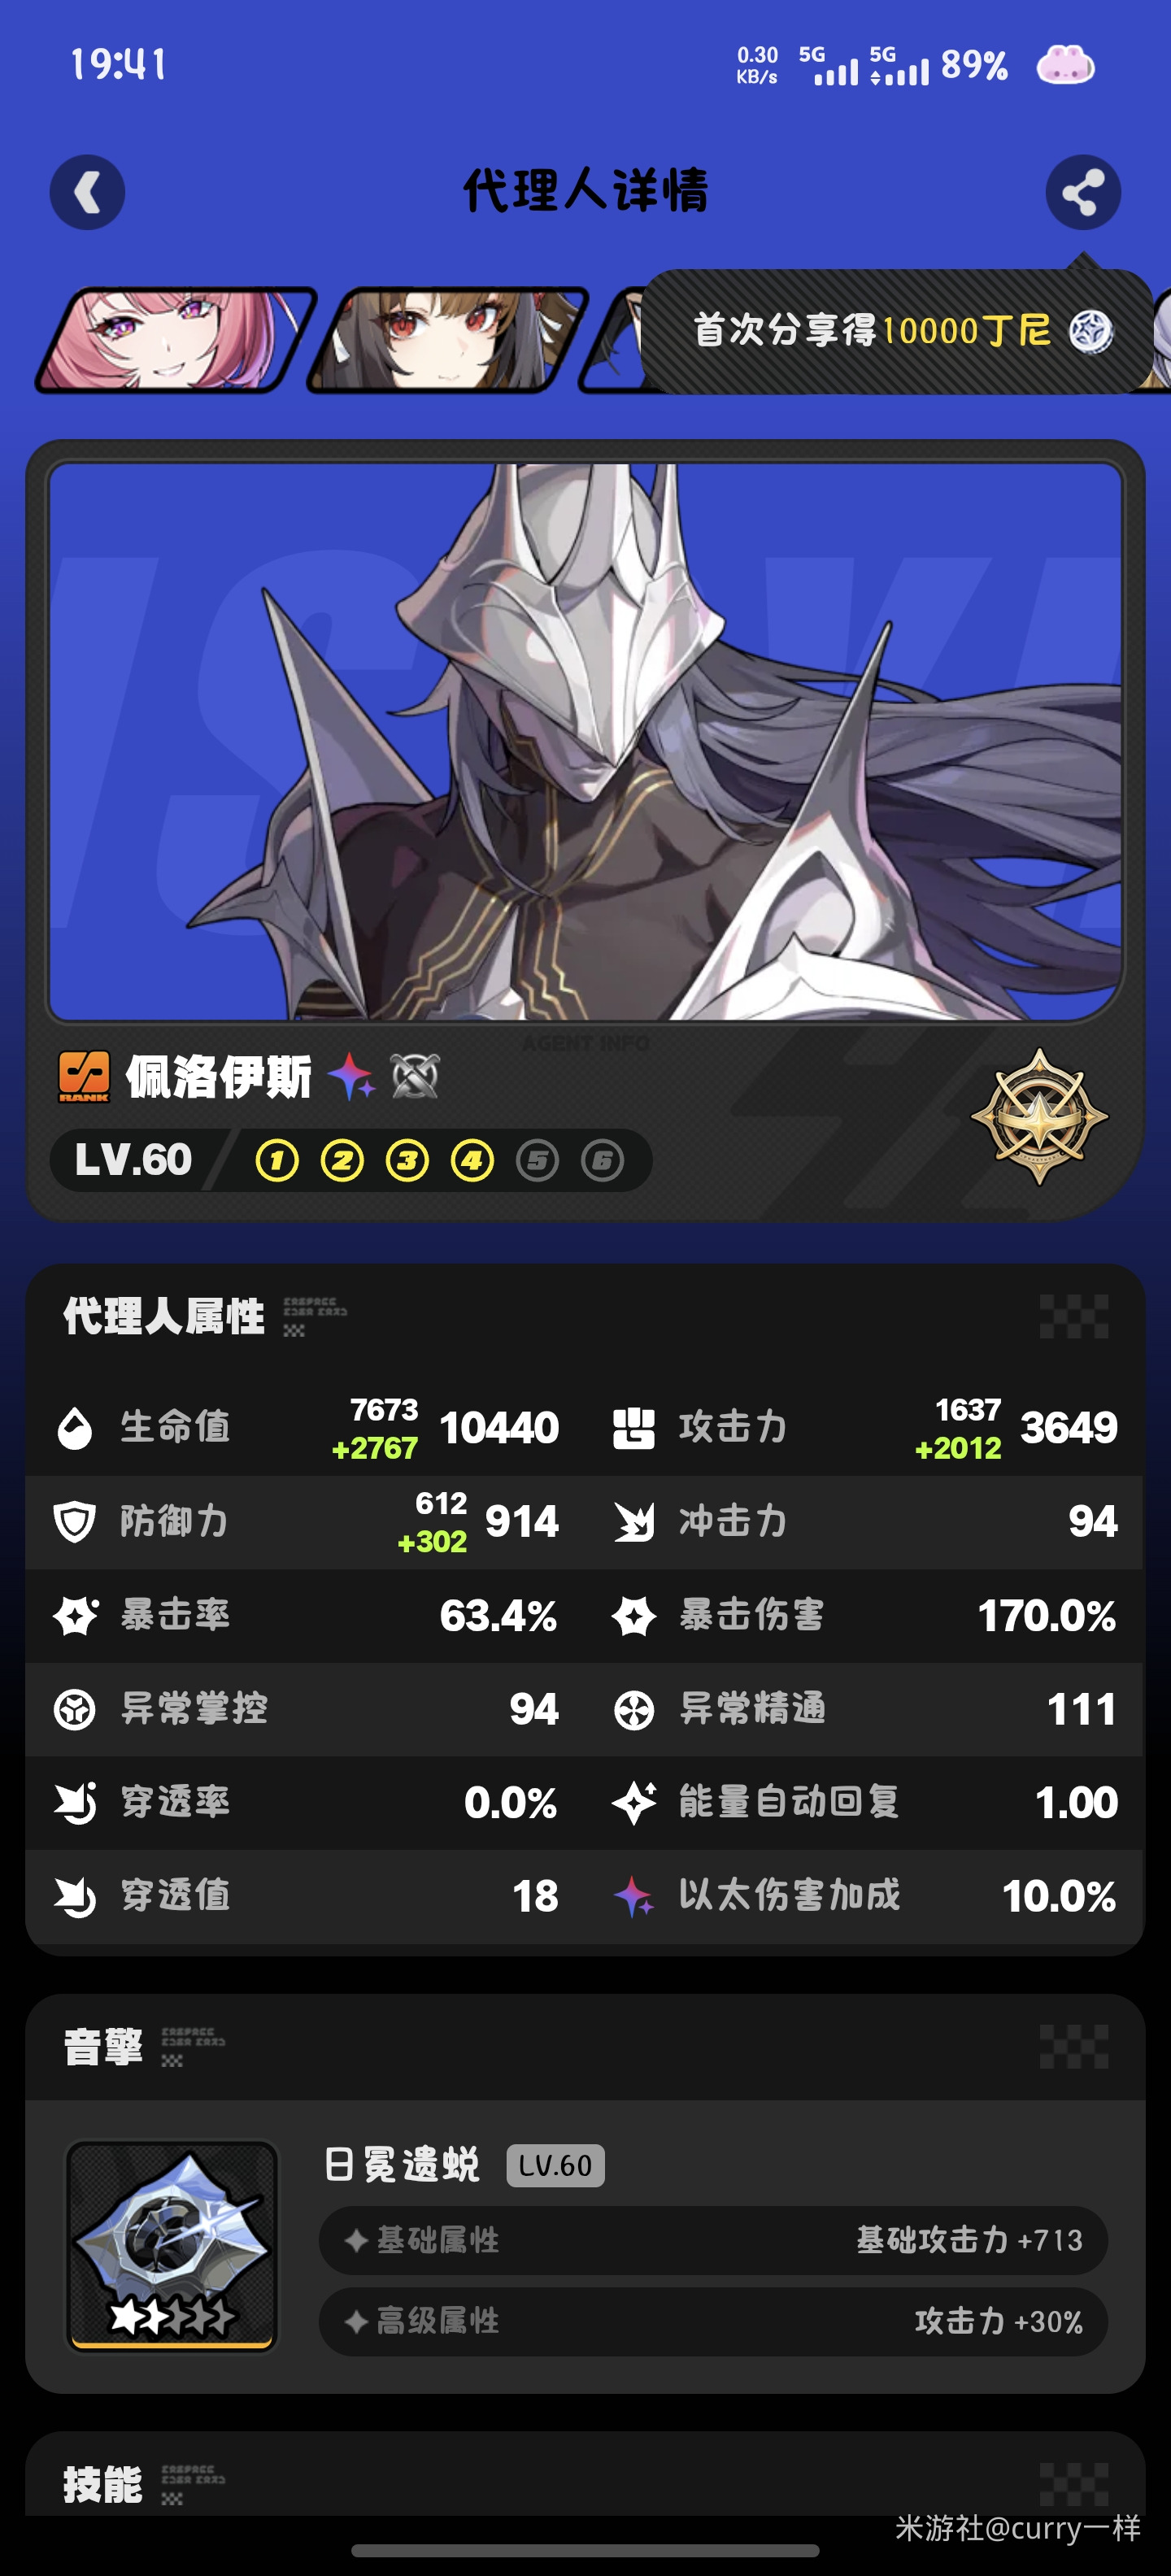 19:41
0.30 KB/s 5G 5G 89%
代理人详情
首次分享得10000丁尼
AGENT INFO
RANK 佩洛伊斯
LV.60 1 2 3 4 5 6
代理人属性
生命值 7673 +2767 10440
攻击力 1637 +2012 3649
防御力 612 +302 914
冲击力 94
暴击率 63.4%
暴击伤害 170.0%
异常掌控 94
异常精通 111
穿透率 0.0%
能量自动回复 1.00
穿透值 18
以太伤害加成 10.0%
音擎
日冕遗蜕 LV.60
基础属性 基础攻击力 +713
高级属性 攻击力 +30%
技能
米游社@curry一样